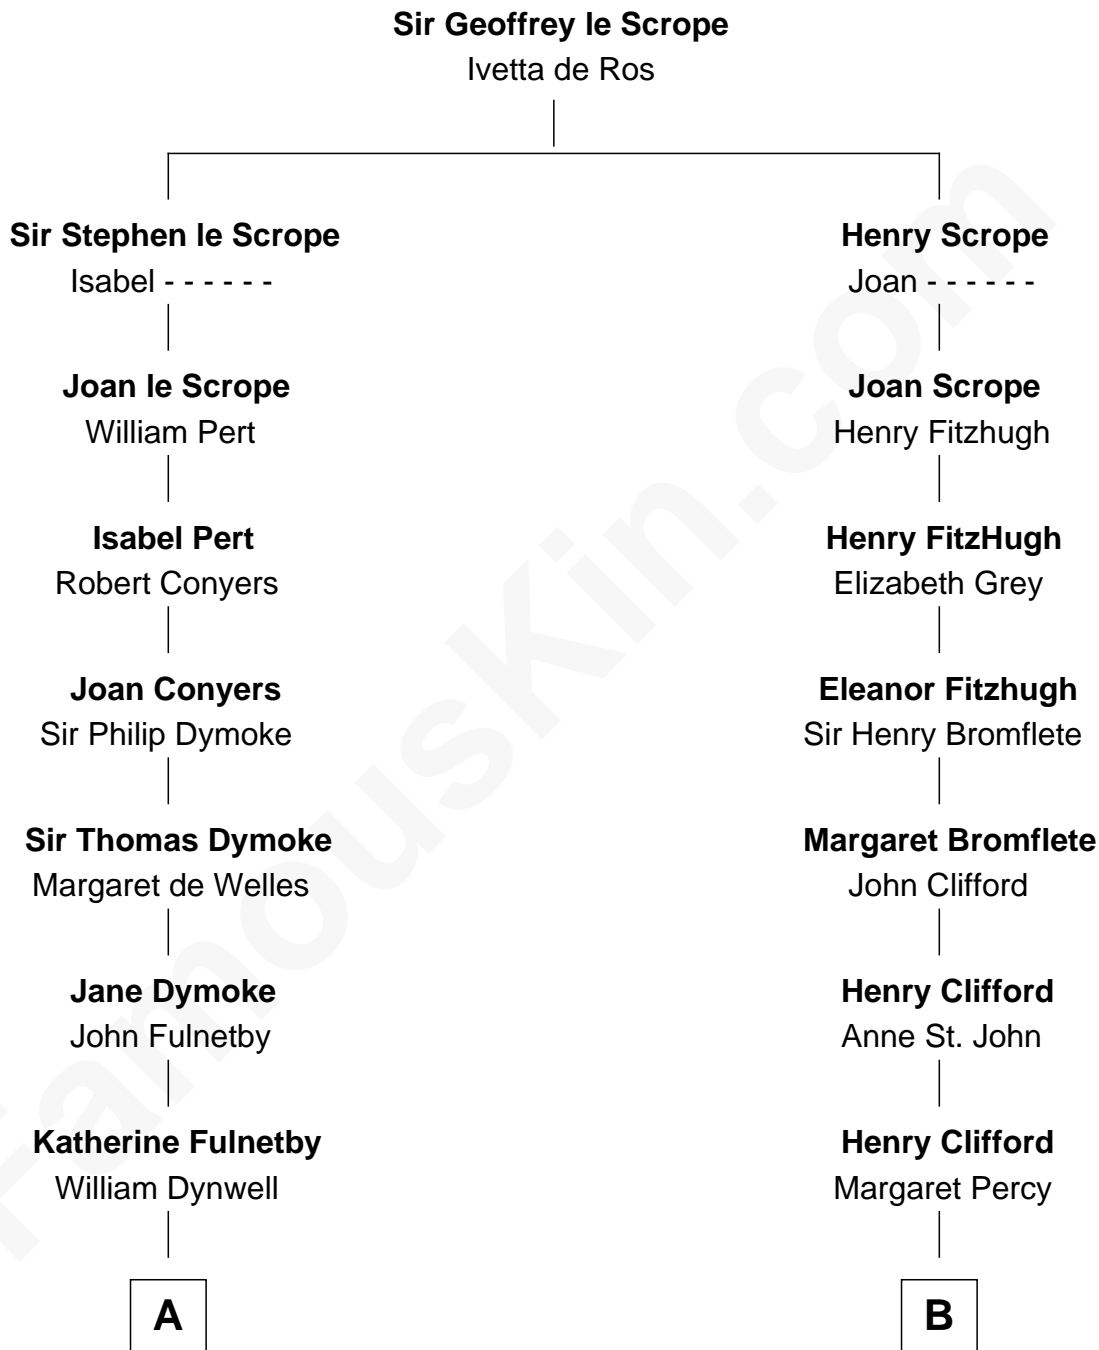 Sir Geoffrey le Scrope
Ivetta de Ros
Sir Stephen le Scrope
Isabel - - - - - -
Joan le Scrope
William Pert
Isabel Pert
Robert Conyers
Joan Conyers
Sir Philip Dymoke
Sir Thomas Dymoke
Margaret de Welles
Jane Dymoke
John Fulnetby
Katherine Fulnetby
William Dynwell
A
Henry Scrope
Joan - - - - - -
Joan Scrope
Henry Fitzhugh
Henry FitzHugh
Elizabeth Grey
Eleanor Fitzhugh
Sir Henry Bromflete
Margaret Bromflete
John Clifford
Henry Clifford
Anne St. John
Henry Clifford
Margaret Percy
B
FamousKin.com